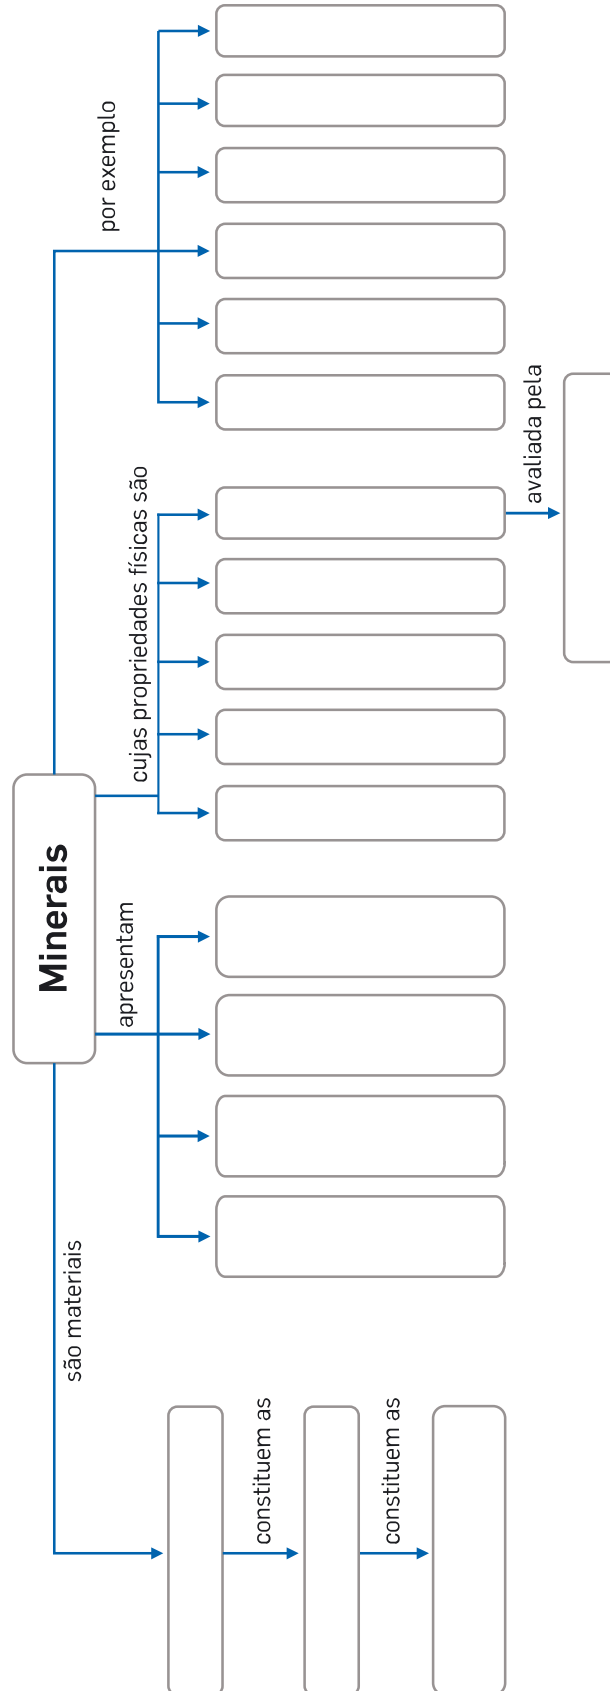 Minerais
são materiais
constituem as
constituem as
apresentam
cujas propriedades físicas são
avaliada pela
por exemplo